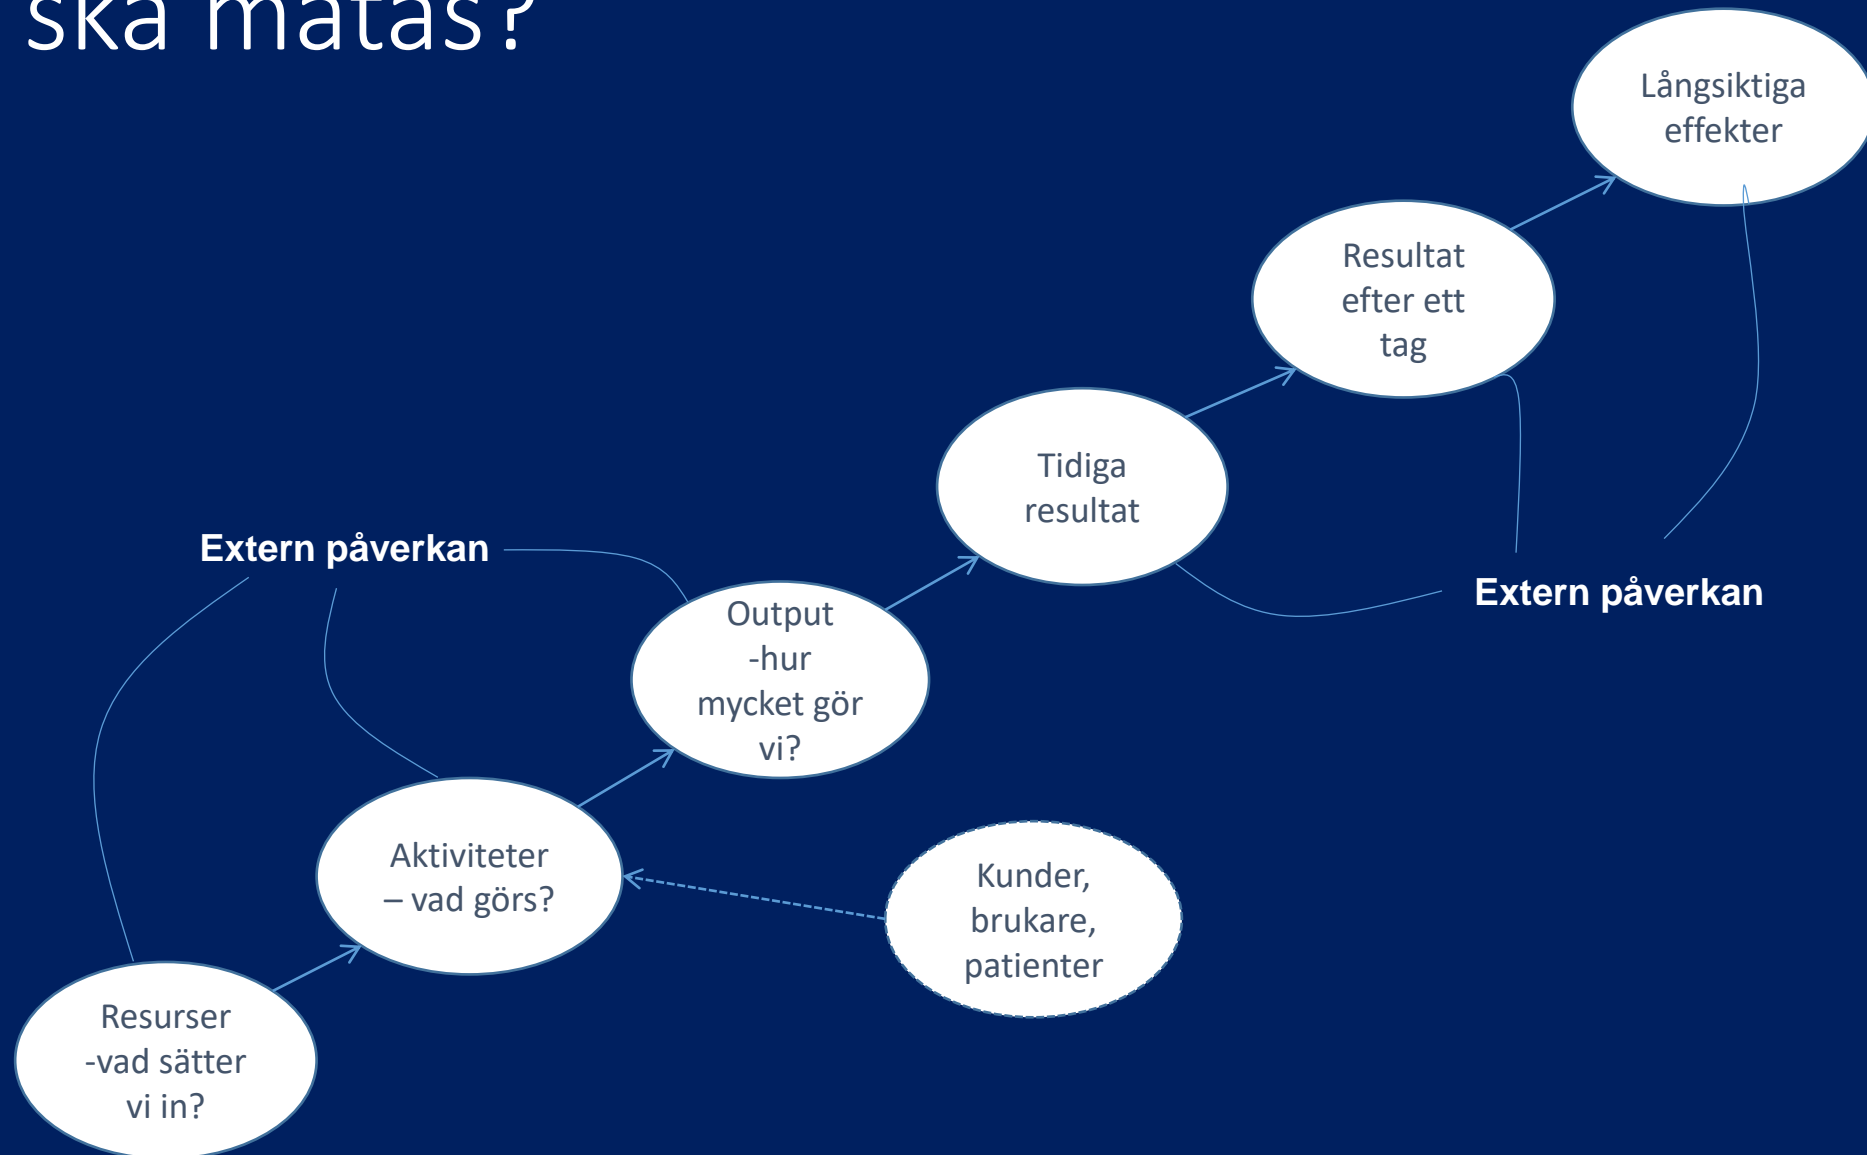 ska mätas?
Långsiktiga
effekter
Resultat
efter ett
tag
Tidiga
resultat
Extern påverkan
Extern påverkan
Output
-hur
mycket gör
vi?
Aktiviteter
– vad görs?
Kunder,
brukare,
patienter
Resurser
-vad sätter
vi in?